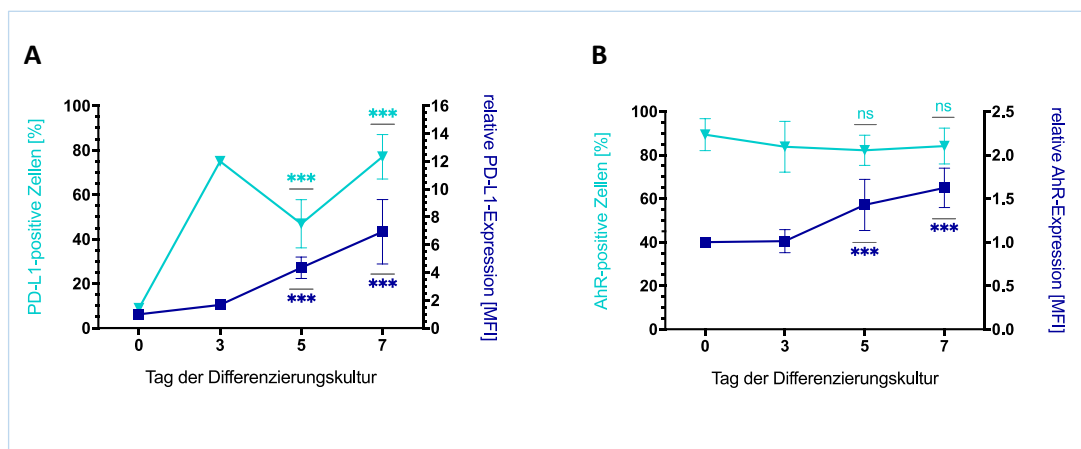 A
PD-L1-positive Zellen [%]
100
80
60
40
20
0
16
14
12
10
8
6
4
2
0
relative PD-L1-Expression [MFI]
***
***
***
***
0 3 5 7
Tag der Differenzierungskultur
B
AhR-positive Zellen [%]
100
80
60
40
20
0
2.5
2.0
1.5
1.0
0.5
0.0
relative AhR-Expression [MFI]
ns
ns
***
***
0 3 5 7
Tag der Differenzierungskultur